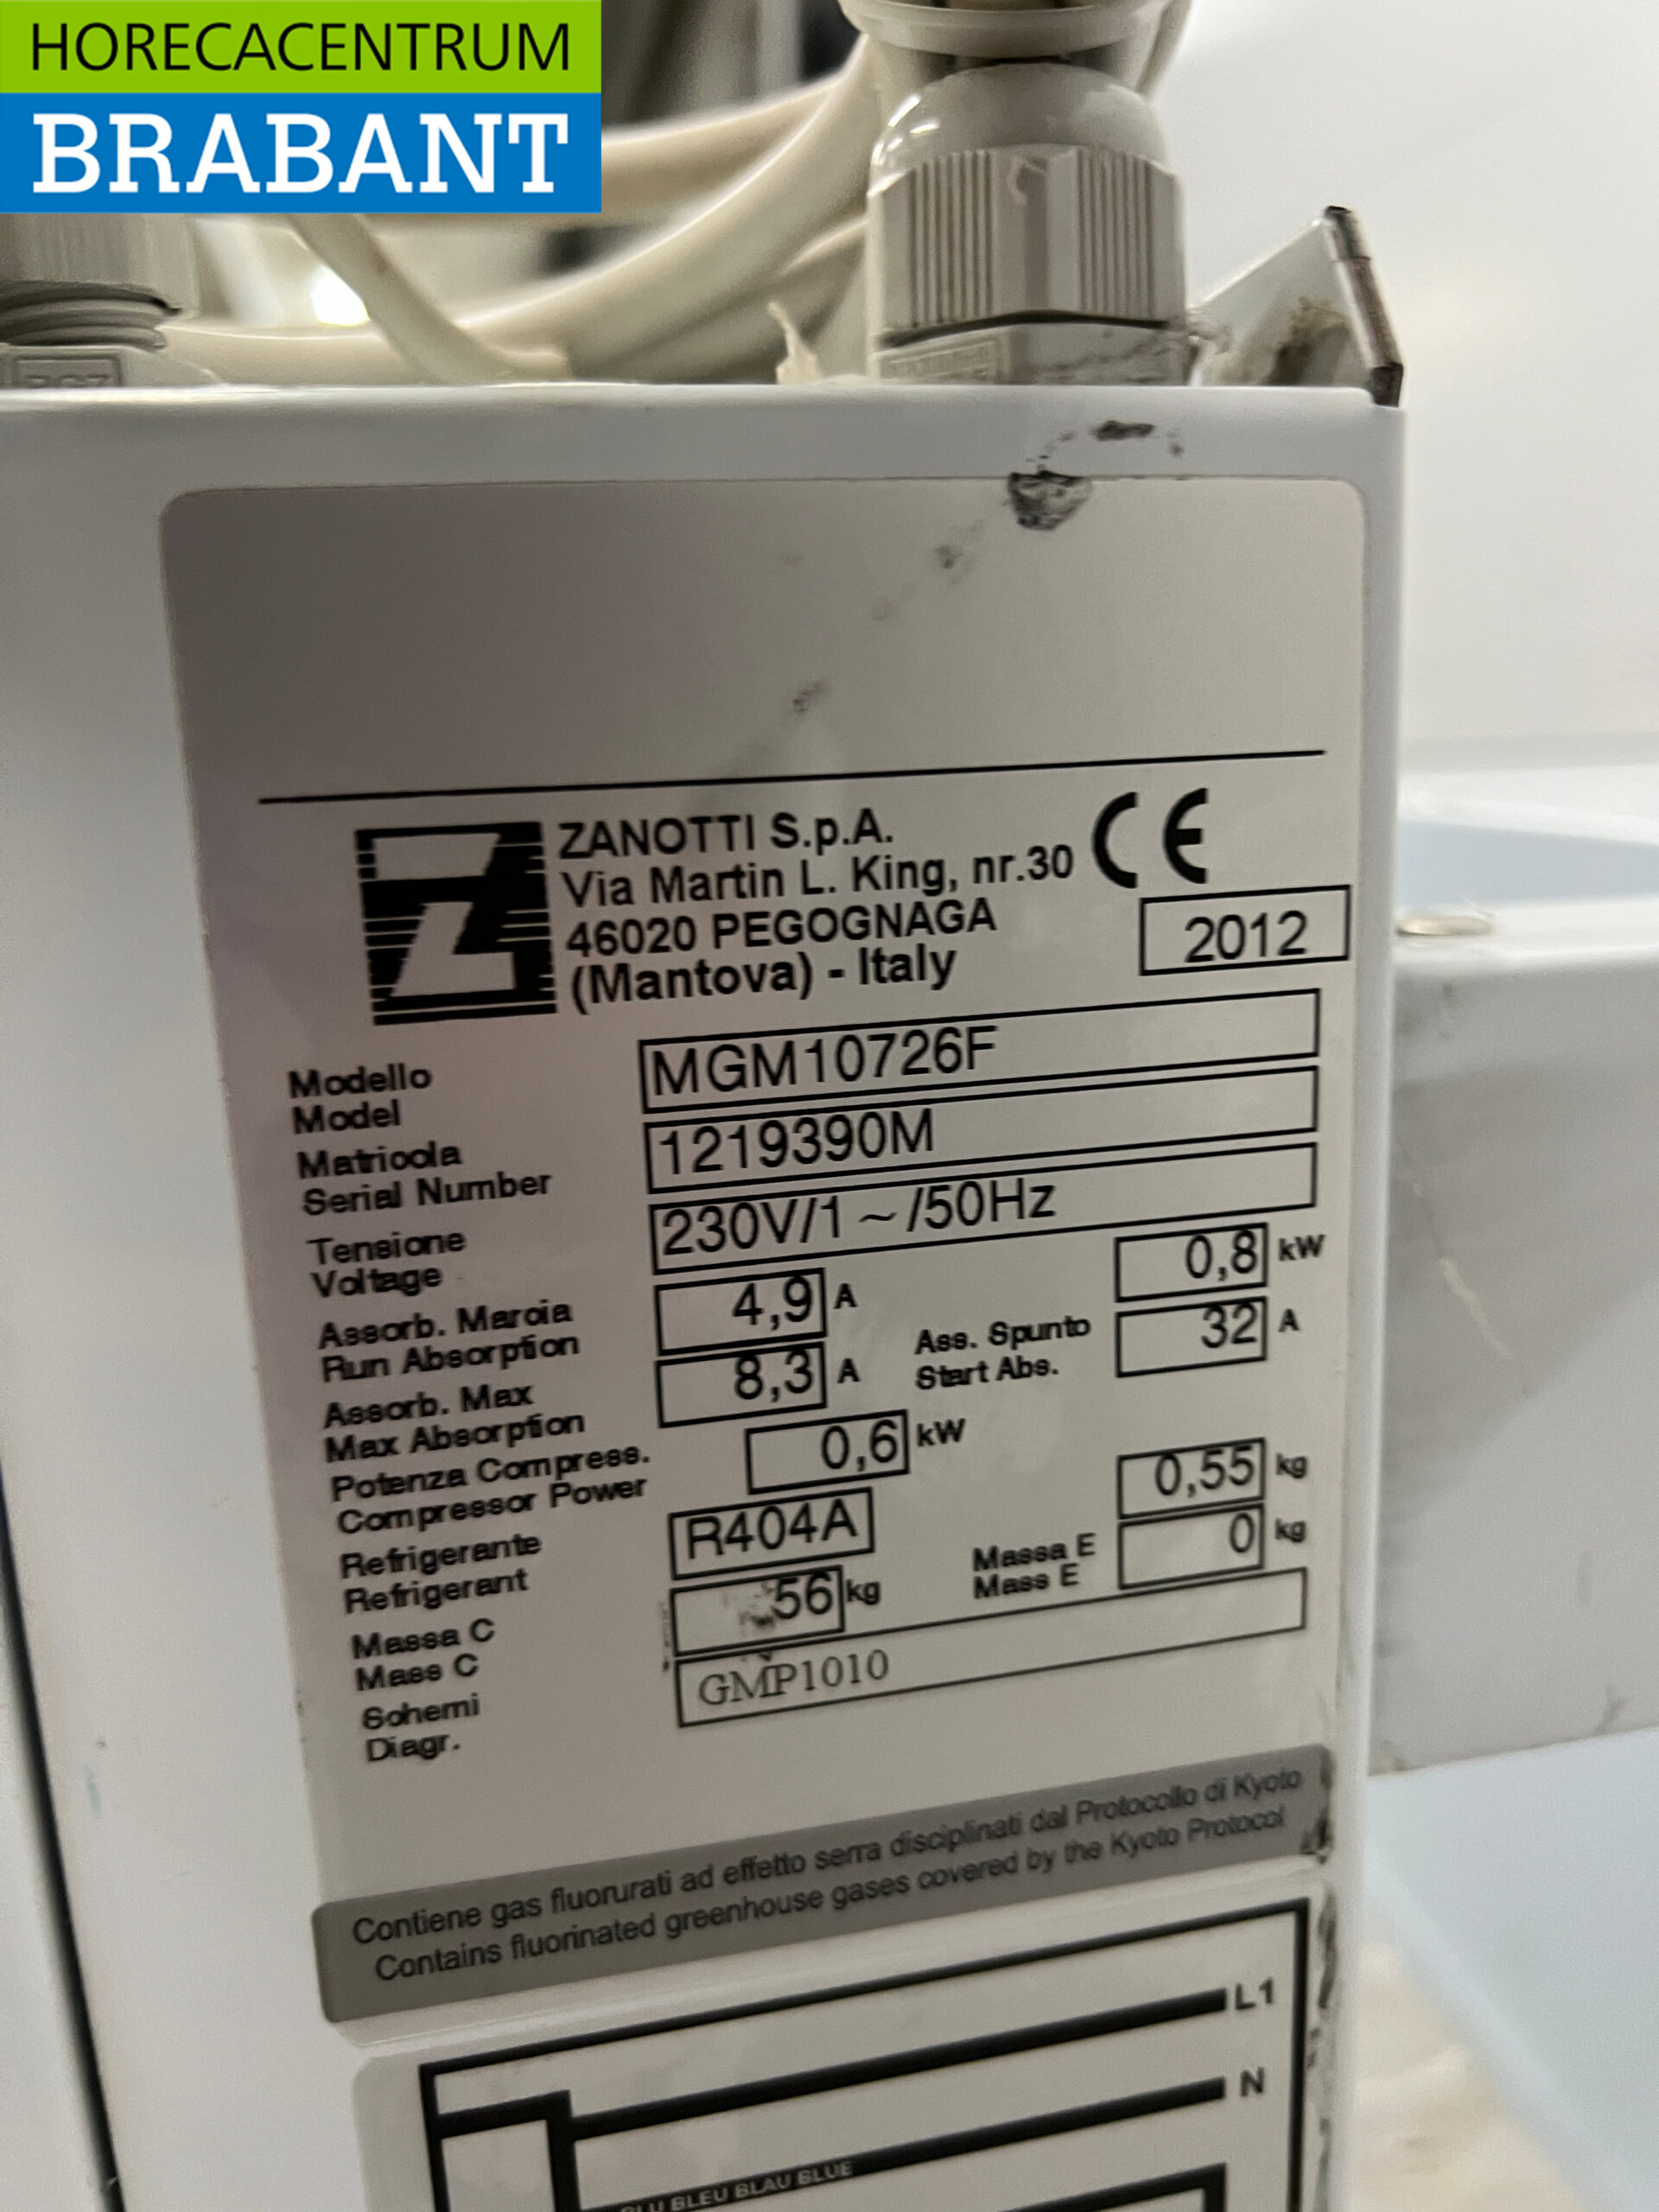 HORECACENTRUM
BRABANT
ZANOTTI S.p.A.
Via Martin L. King, nr.30
46020 PEGOGNAGA
(Mantova) - Italy
CE
2012
Modello
Model
MGM10726F
Matricola
Serial Number
1219390M
Tensione
Voltage
230V/1~/50Hz
Assorb. Marcia
Run Absorption
4,9 A
0,8 kW
Assorb. Max
Max Absorption
8,3 A
Ass. Spunto
Start Abs.
32 A
Potenza Compress.
Compressor Power
0,6 kW
Refrigerante
Refrigerant
R404A
0,55 kg
Massa C
Mass C
56 kg
Massa E
Mass E
0 kg
Schemi
Diagr.
GMP1010
Contiene gas fluorurati ad effetto serra disciplinati dal Protocollo di Kyoto
Contains fluorinated greenhouse gases covered by the Kyoto Protocol
L1
N
BLEU BLAU BLUE